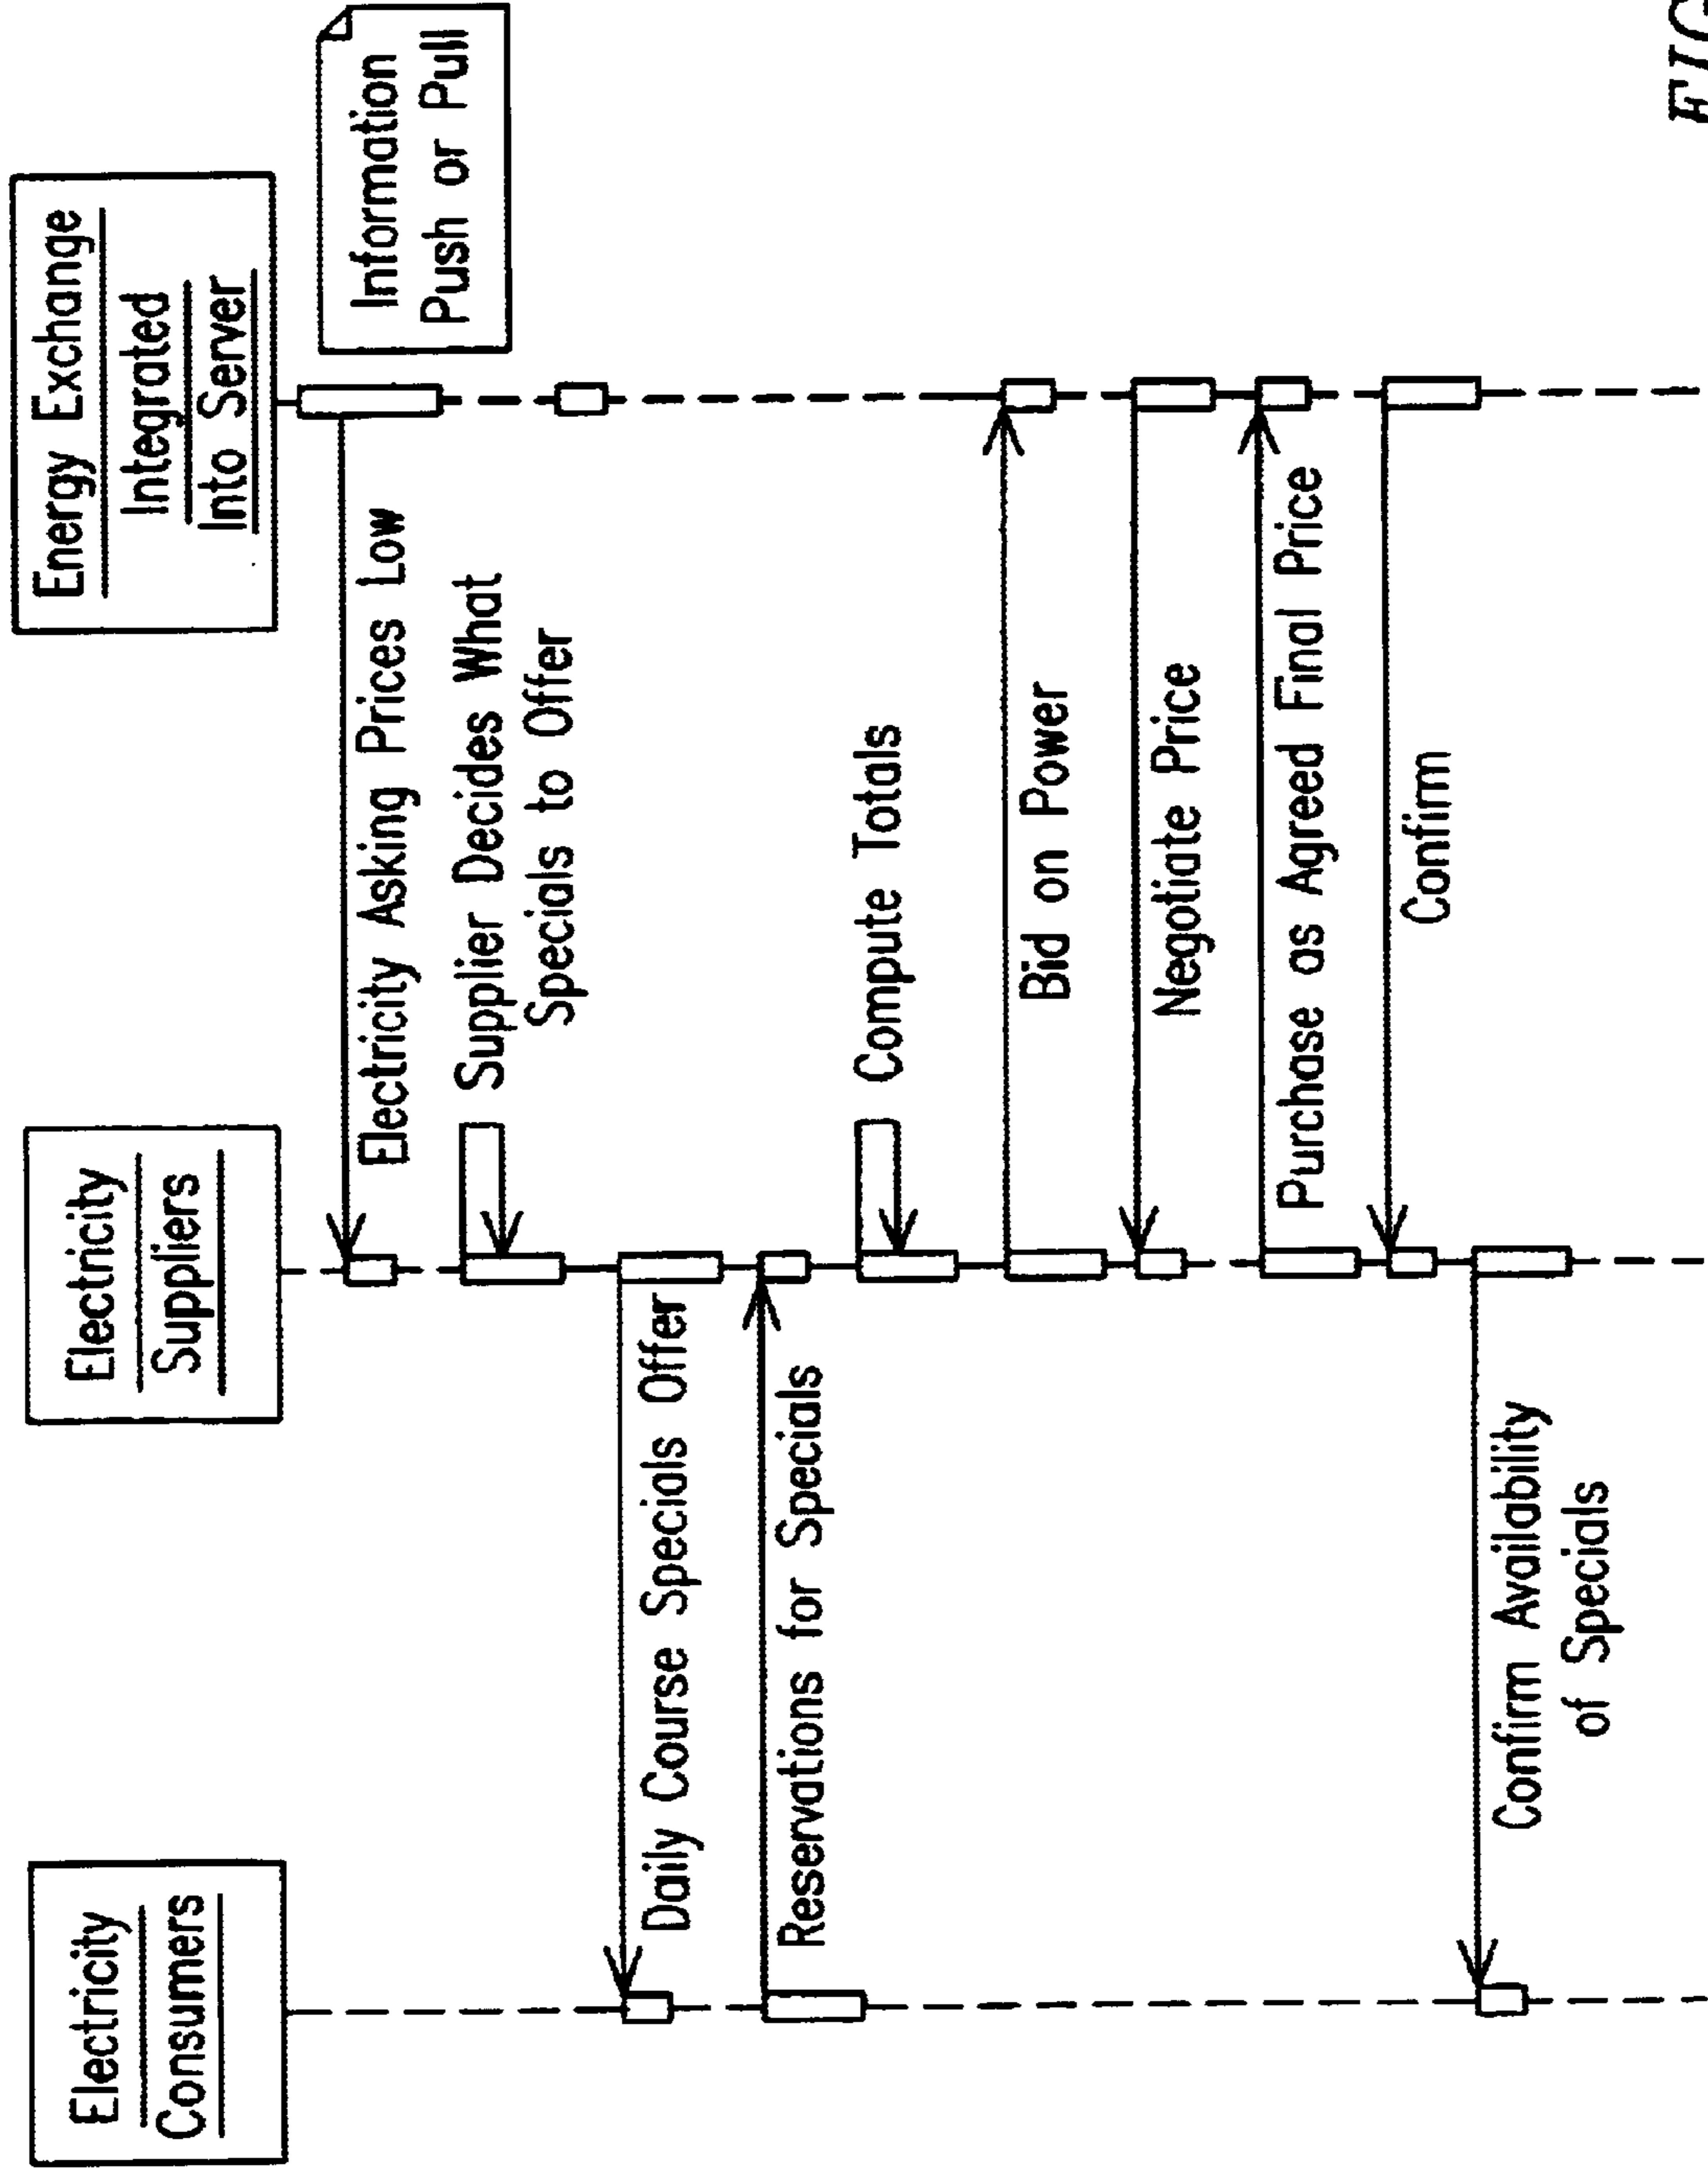 Electricity
Consumers
Electricity
Suppliers
Energy Exchange
Integrated
Into Server
Information
Push or Pull
Electricity Asking Prices Low
Supplier Decides What
Specials to Offer
Daily Course Specials Offer
Reservations for Specials
Compute Totals
Bid on Power
Negotiate Price
Purchase as Agreed Final Price
Confirm
Confirm Availability
of Specials